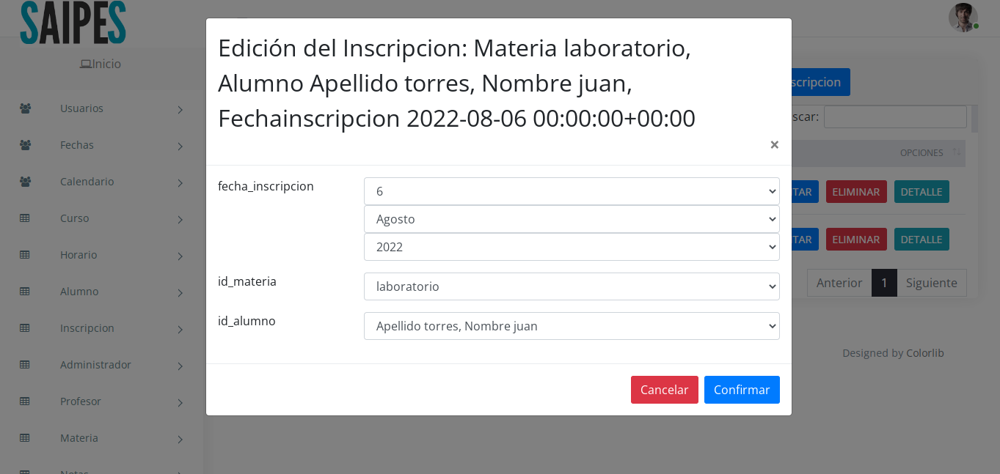 SAIPES
Inicio
Usuarios
Fechas
Calendario
Curso
Horario
Alumno
Inscripcion
Administrador
Profesor
Materia
Notas
Edición del Inscripcion: Materia laboratorio,
Alumno Apellido torres, Nombre juan,
Fechainscripcion 2022-08-06 00:00:00+00:00
×
fecha_inscripcion
6
Agosto
2022
id_materia
laboratorio
id_alumno
Apellido torres, Nombre juan
Cancelar Confirmar
scripcion
scar:
OPCIONES
TAR ELIMINAR DETALLE
TAR ELIMINAR DETALLE
Anterior 1 Siguiente
Designed by Colorlib